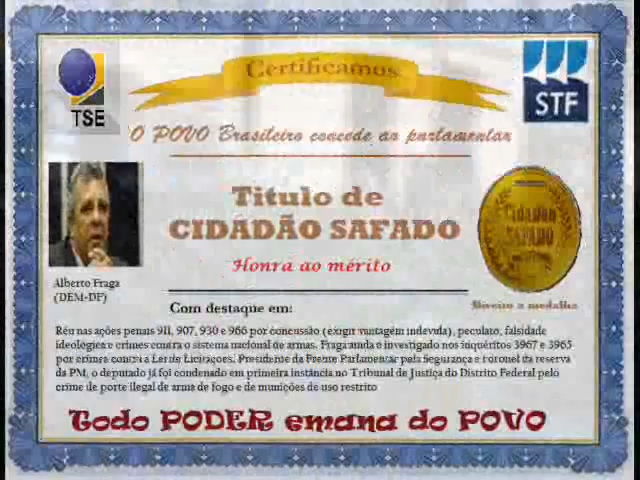 Certificamos
TSE
STF
O POVO Brasileiro concede ao parlamentar
Titulo de
CIDADÃO SAFADO
Honra ao mérito
CIDADÃO
SAFADO
Direito a medalha
Alberto Fraga
(DEM-DF)
Com destaque em:
Réu nas ações penais 911, 907, 930 e 966 por concussão (exigir vantagem indevida), peculato, falsidade
ideológica e crimes contra o sistema nacional de armas. Fraga ainda é investigado nos inquéritos 3967 e 3965
por crimes contra a Lei de Licitações. Presidente da Frente Parlamentar pela Segurança e coronel da reserva
da PM, o deputado já foi condenado em primeira instância no Tribunal de Justiça do Distrito Federal pelo
crime de porte ilegal de arma de fogo e de munições de uso restrito
Todo PODER emana do POVO